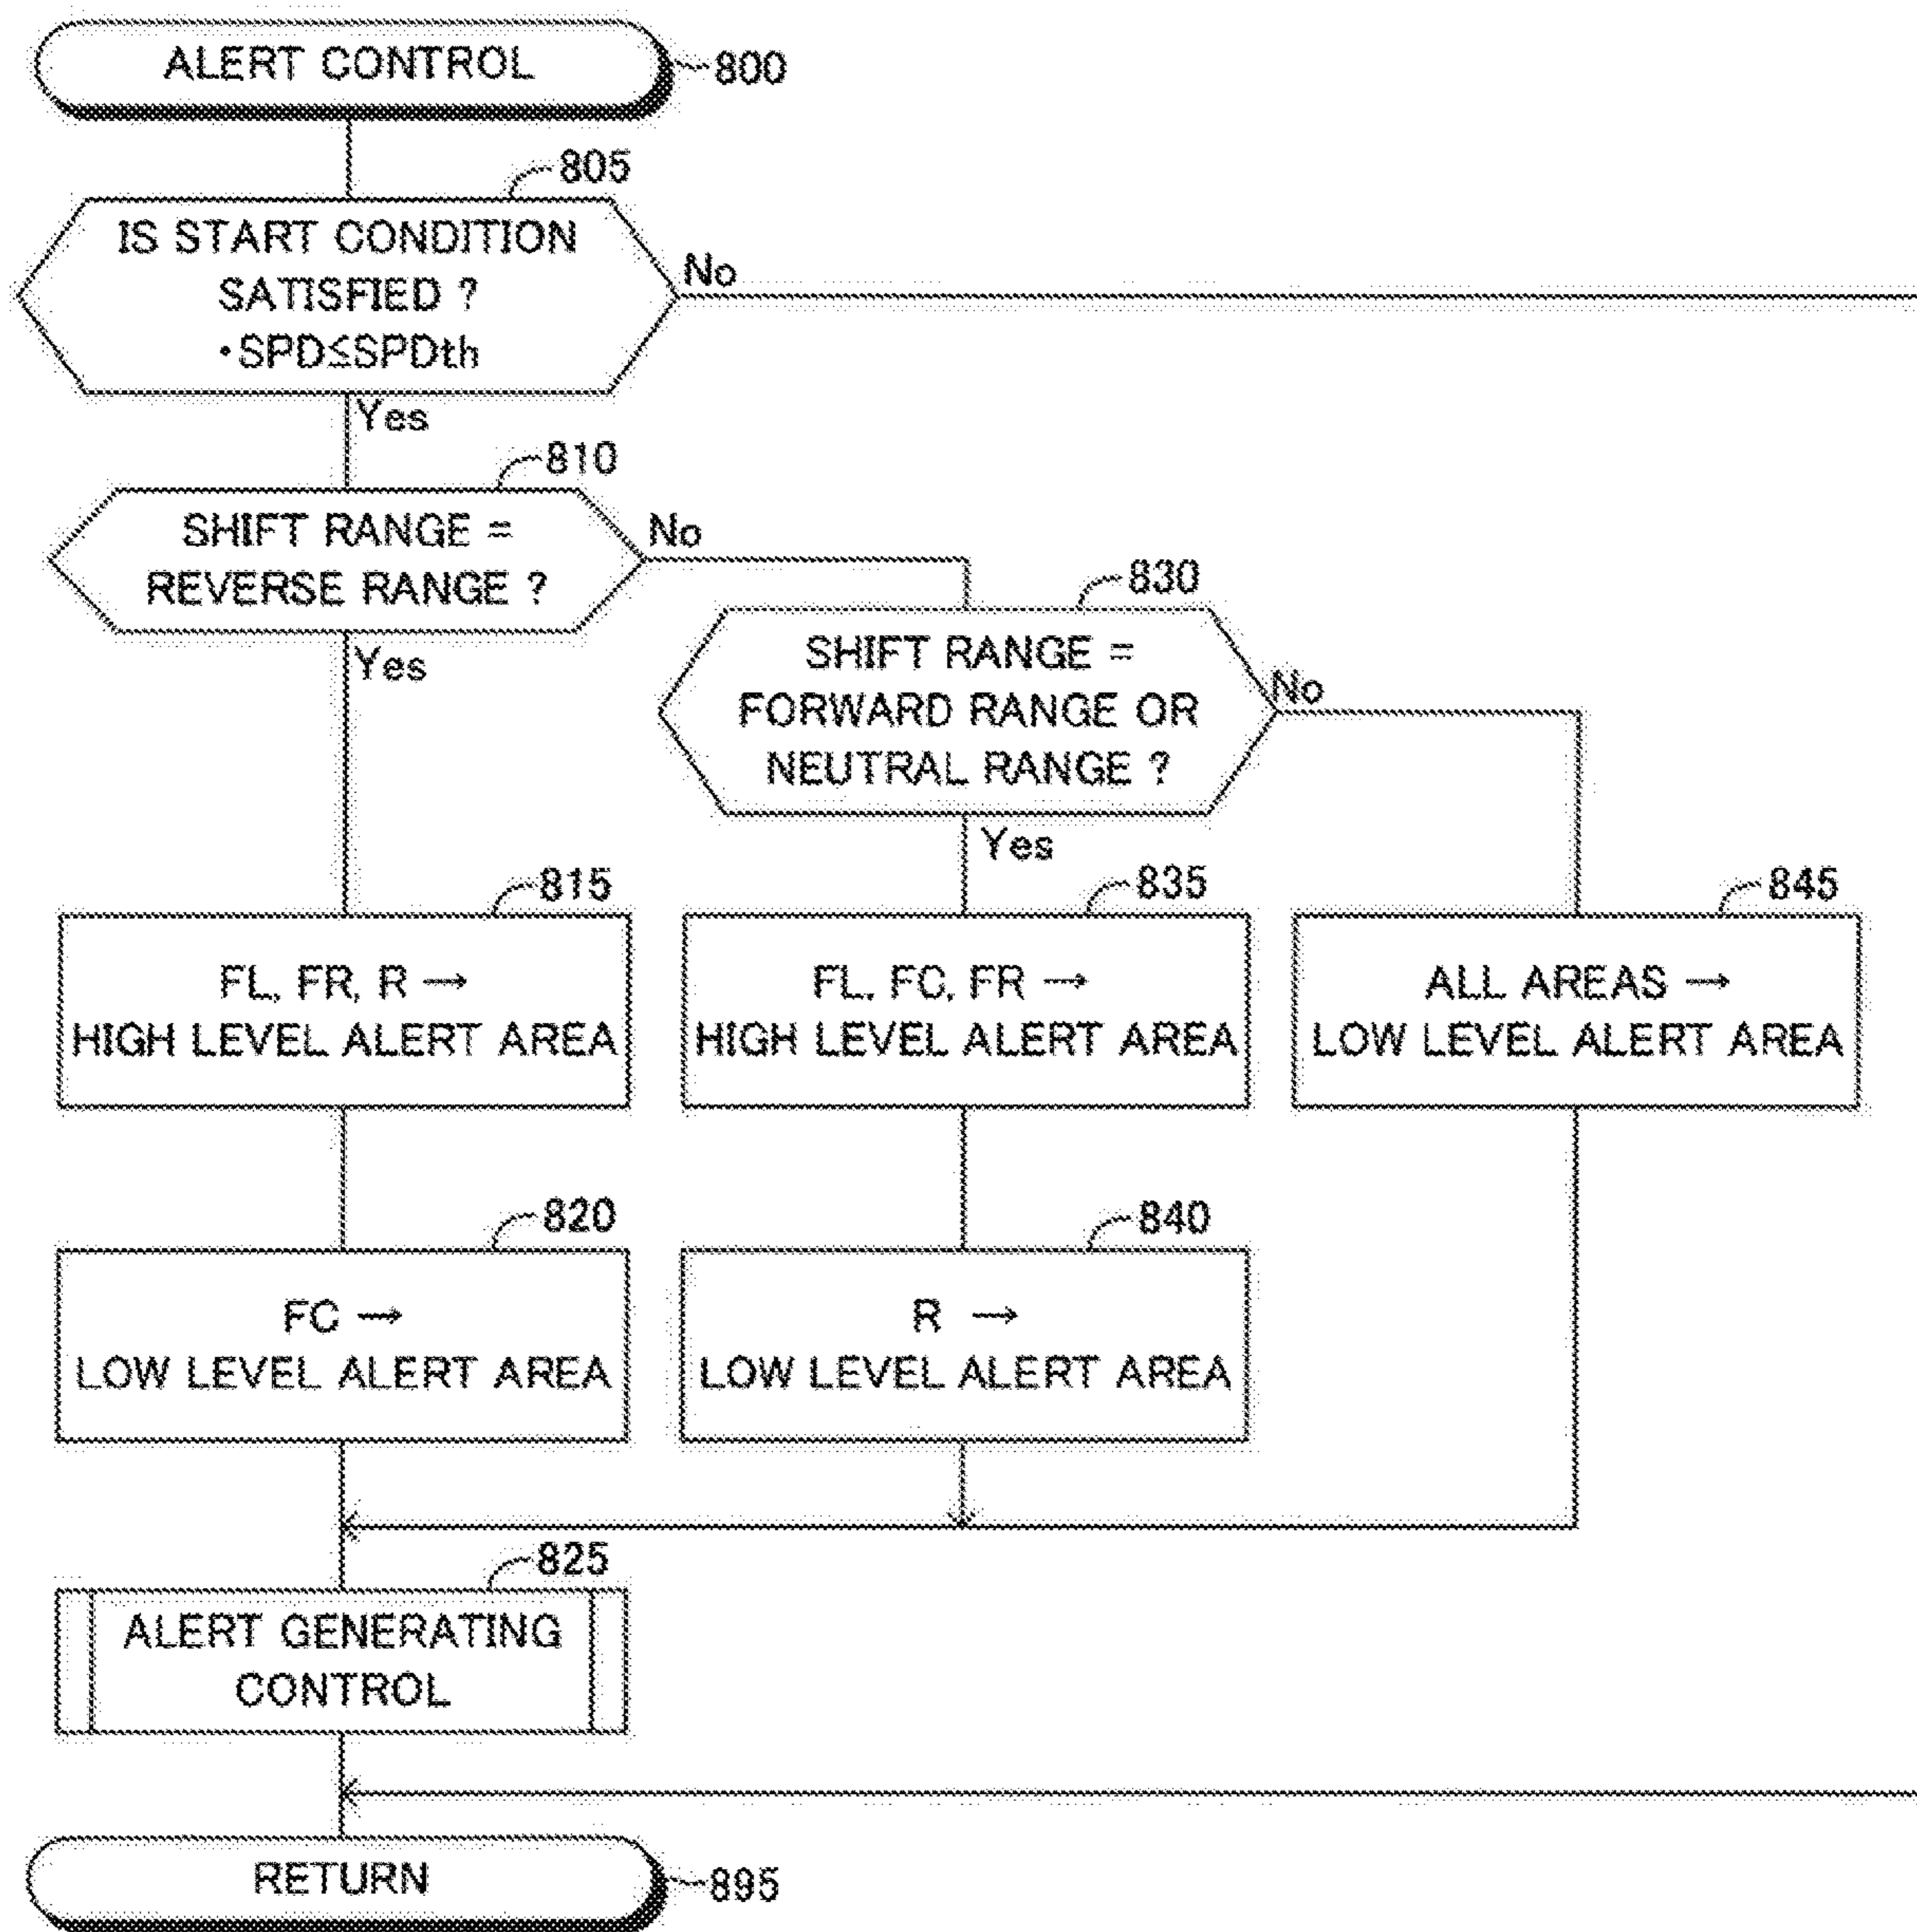 ALERT CONTROL
800
805
IS START CONDITION
SATISFIED ?
•SPD≤SPDth
No
Yes
810
SHIFT RANGE =
REVERSE RANGE ?
No
Yes
830
SHIFT RANGE =
FORWARD RANGE OR
NEUTRAL RANGE ?
No
Yes
815
FL, FR, R →
HIGH LEVEL ALERT AREA
835
FL, FC, FR →
HIGH LEVEL ALERT AREA
845
ALL AREAS →
LOW LEVEL ALERT AREA
820
FC →
LOW LEVEL ALERT AREA
840
R →
LOW LEVEL ALERT AREA
825
ALERT GENERATING
CONTROL
RETURN
895